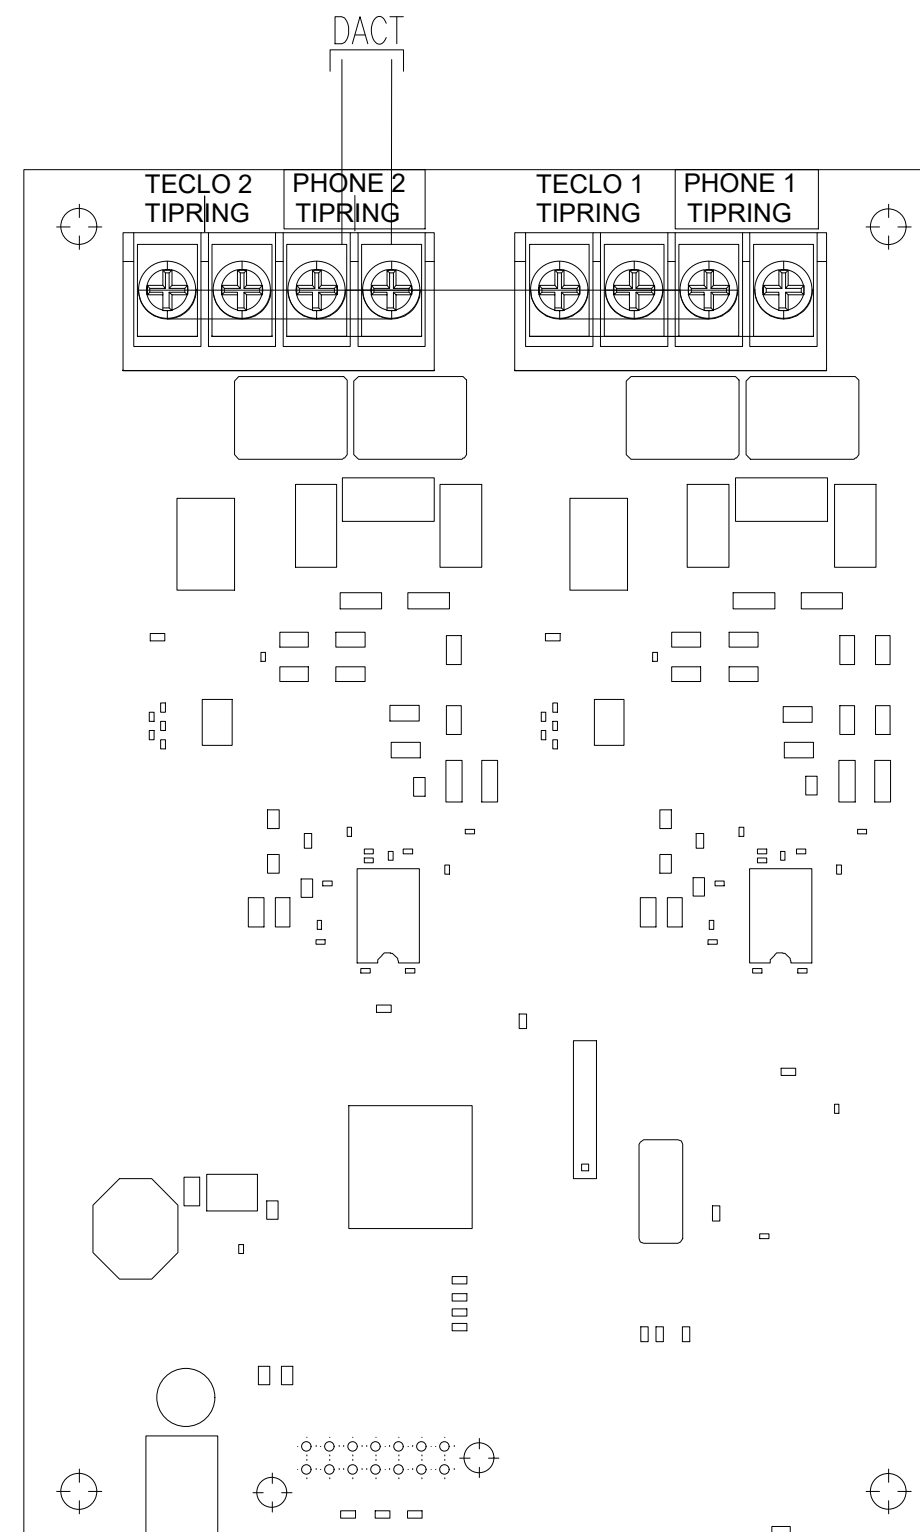 DACT
TECLO 2
TIPRING
PHONE 2
TIPRING
TECLO 1
TIPRING
PHONE 1
TIPRING